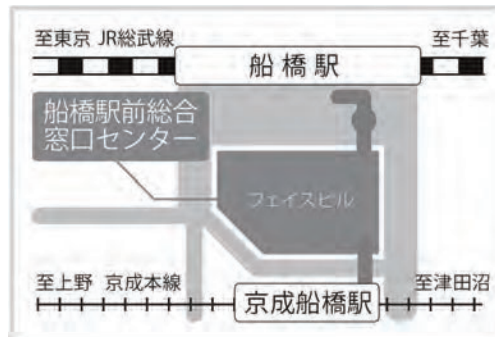 至東京 JR総武線
至千葉
船橋駅
船橋駅前総合
窓口センター
フェイスビル
至上野 京成本線
至津田沼
京成船橋駅